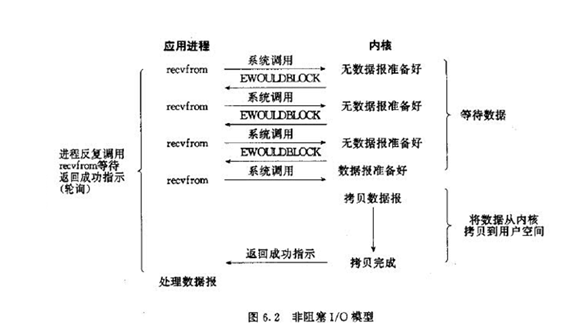 应用进程
内核
recvfrom
系统调用
无数据报准备好
EWOULDBLOCK
recvfrom
系统调用
无数据报准备好
EWOULDBLOCK
recvfrom
系统调用
无数据报准备好
EWOULDBLOCK
recvfrom
系统调用
数据报准备好
等待数据
进程反复调用
recvfrom等待
返回成功指示
(轮询)
拷贝数据报
将数据从内核
拷贝到用户空间
返回成功指示
拷贝完成
处理数据报
图 6.2 非阻塞 I/O 模型